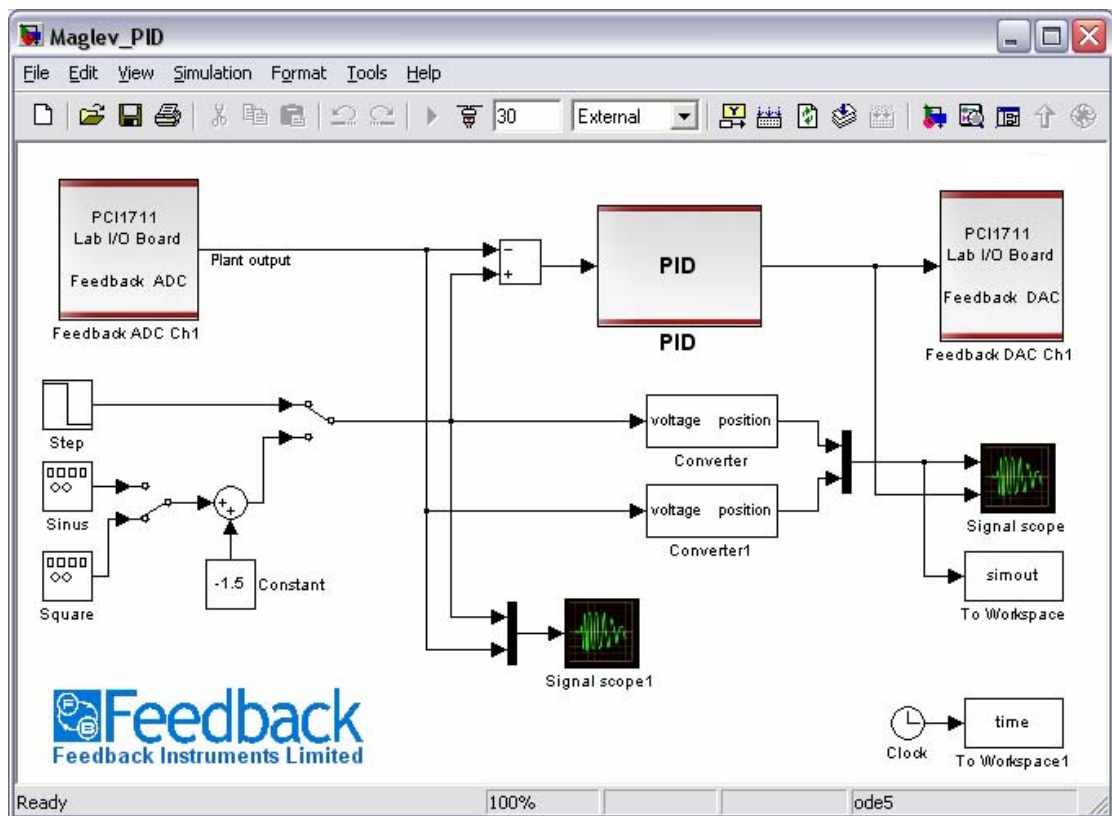 Maglev_PID
File Edit View Simulation Format Tools Help
30 External
PCI1711
Lab I/O Board
Feedback ADC
Feedback ADC Ch1
Plant output
PID
PID
PCI1711
Lab I/O Board
Feedback DAC
Feedback DAC Ch1
Step
Sinus
Square
-1.5
Constant
voltage position
Converter
voltage position
Converter1
Signal scope
simout
To Workspace
Signal scope1
Feedback
Feedback Instruments Limited
Clock
time
To Workspace1
Ready 100% ode5